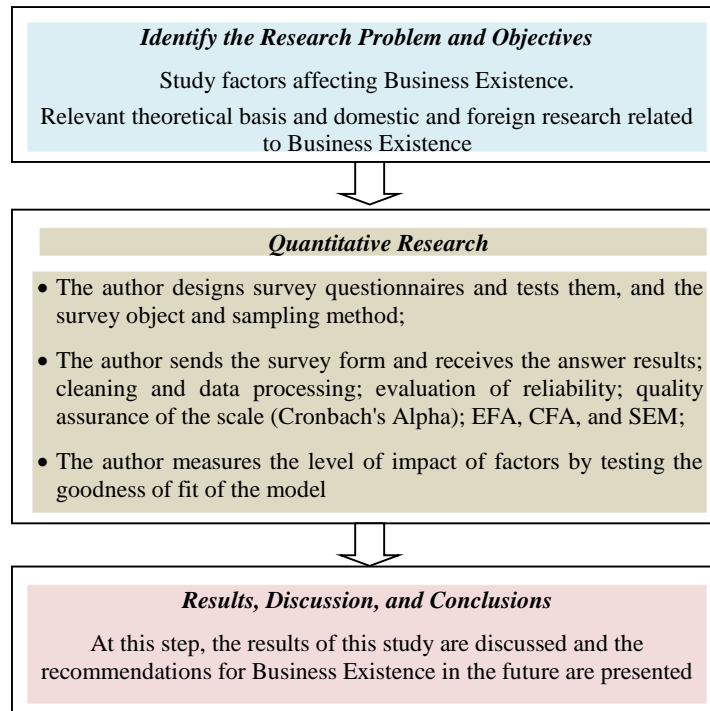 Identify the Research Problem and Objectives
Study factors affecting Business Existence.
Relevant theoretical basis and domestic and foreign research related
to Business Existence
Quantitative Research
• The author designs survey questionnaires and tests them, and the
survey object and sampling method;
• The author sends the survey form and receives the answer results;
cleaning and data processing; evaluation of reliability; quality
assurance of the scale (Cronbach's Alpha); EFA, CFA, and SEM;
• The author measures the level of impact of factors by testing the
goodness of fit of the model
Results, Discussion, and Conclusions
At this step, the results of this study are discussed and the
recommendations for Business Existence in the future are presented